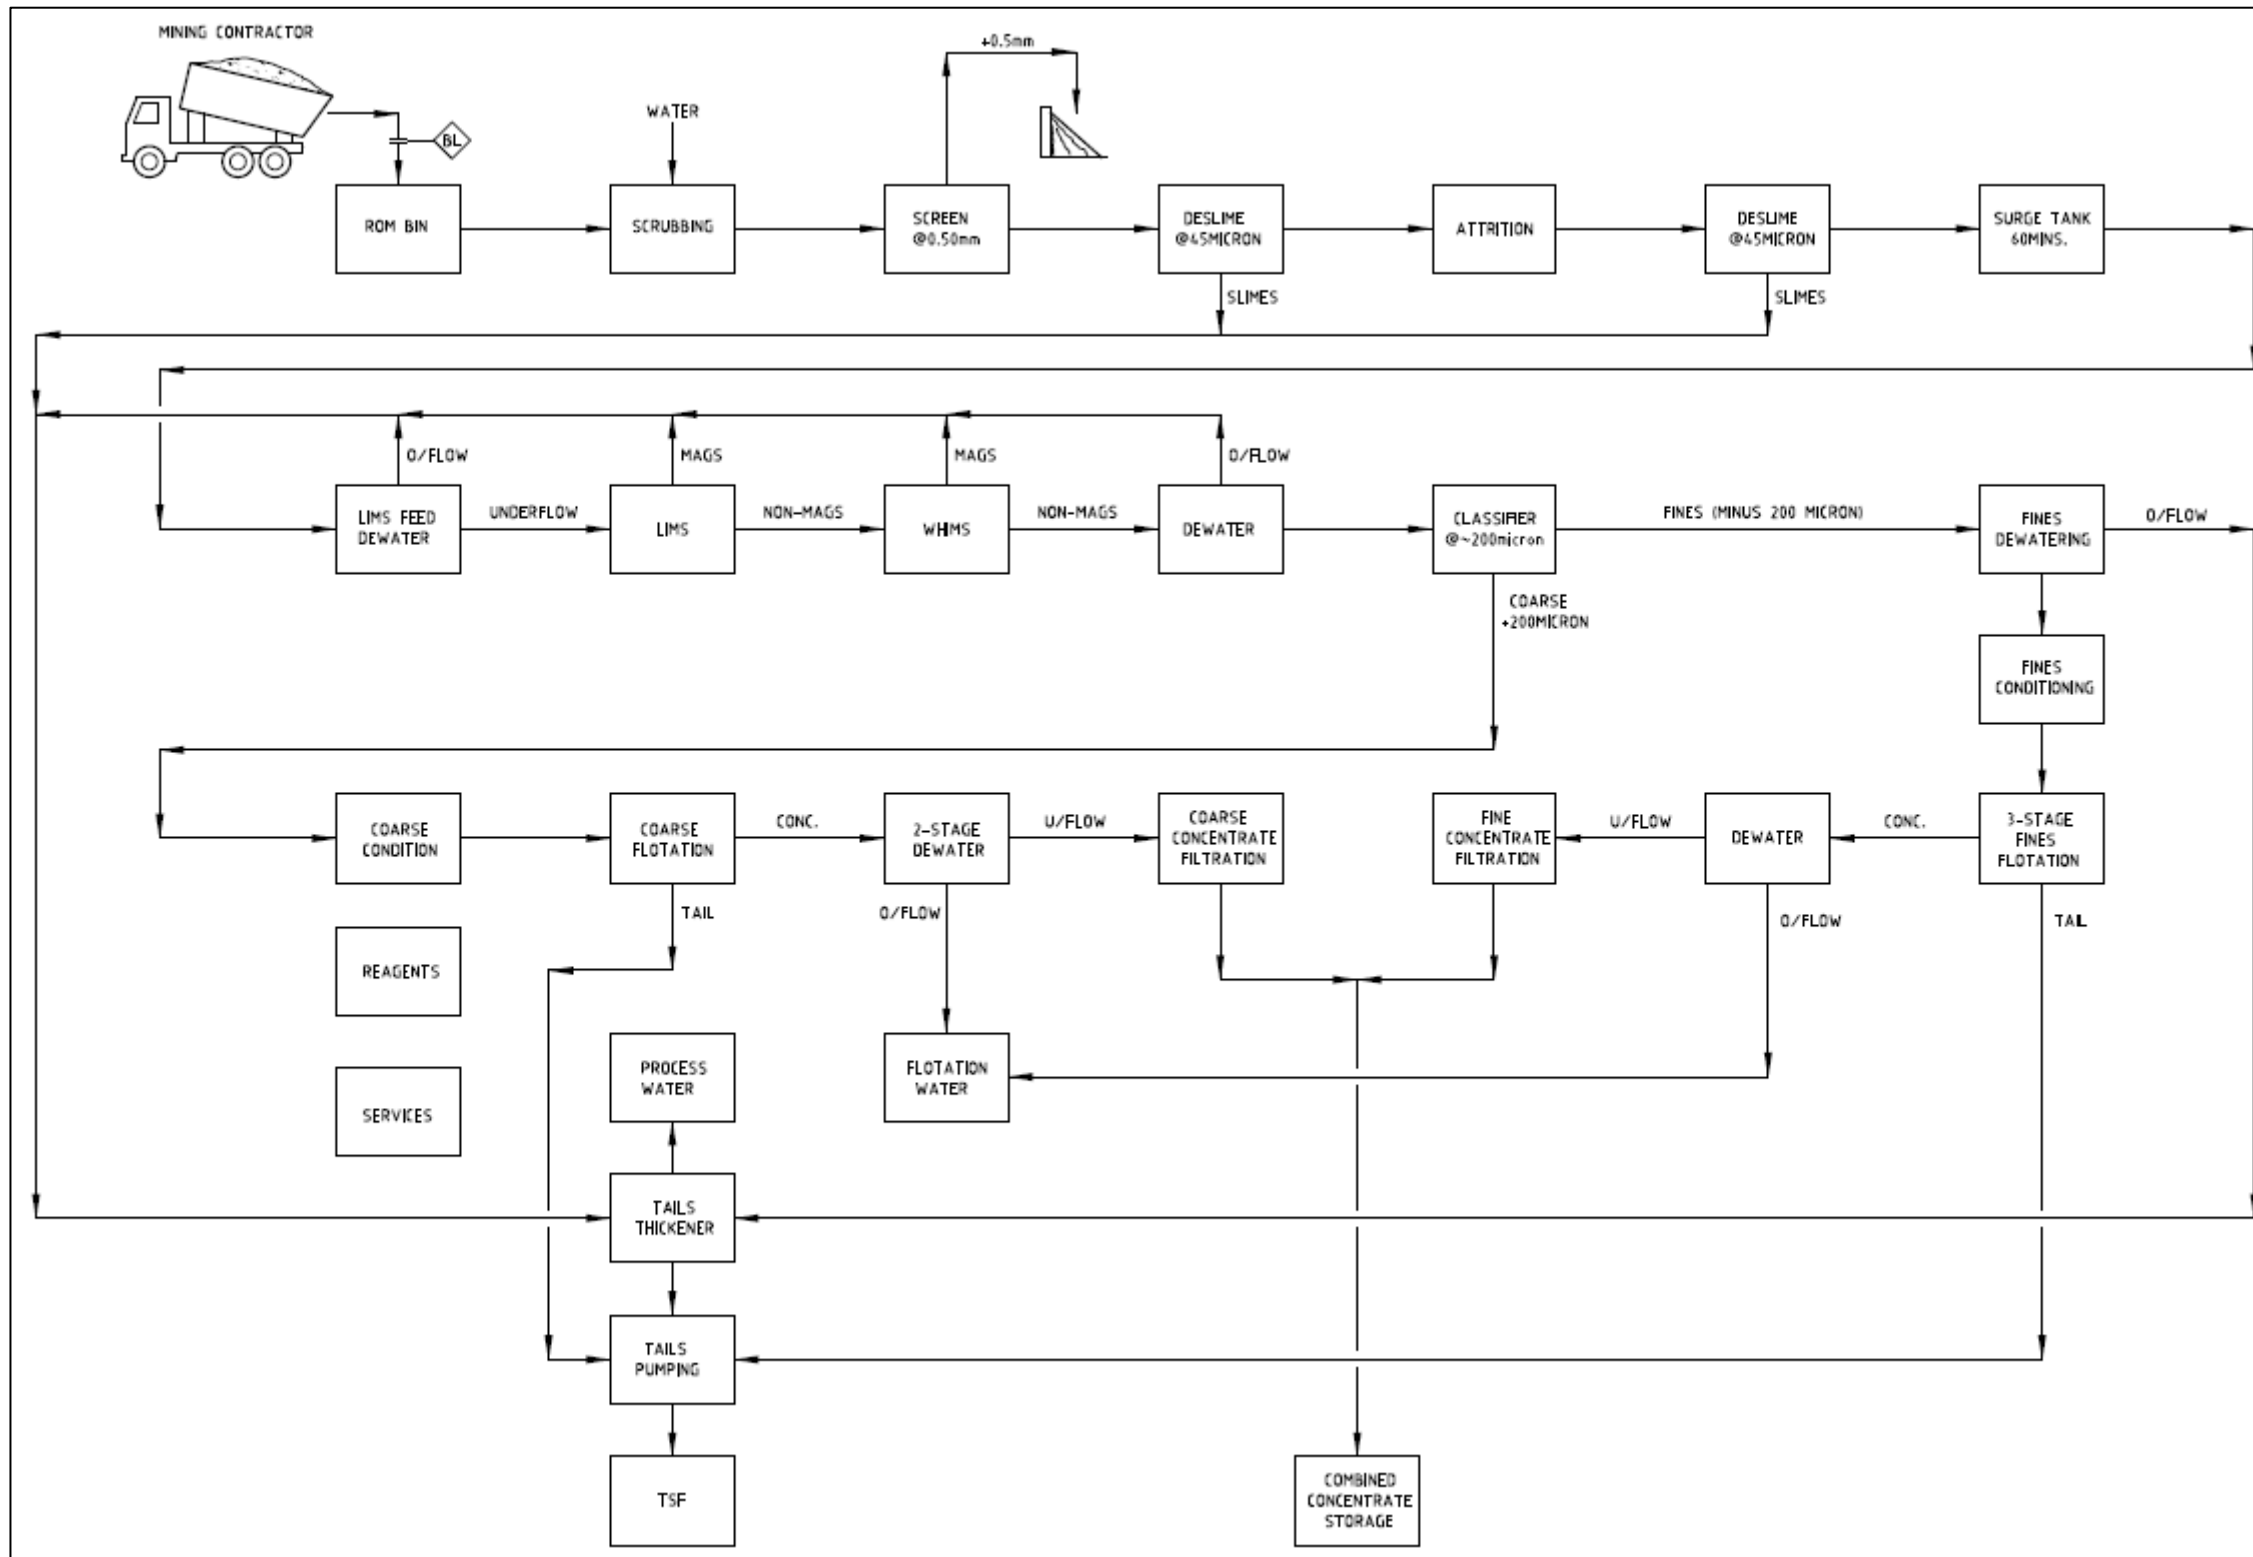 MINING CONTRACTOR
+0.5mm
WATER
BL
ROM BIN
SCRUBBING
SCREEN
@0.50mm
DESLIME
@45MICRON
ATTRITION
DESLIME
@45MICRON
SURGE TANK
60MINS.
SLIMES
SLIMES
O/FLOW
MAGS
MAGS
O/FLOW
LIMS FEED
DEWATER
UNDERFLOW
LIMS
NON-MAGS
WHIMS
NON-MAGS
DEWATER
CLASSIFIER
@~200micron
FINES (MINUS 200 MICRON)
FINES
DEWATERING
O/FLOW
COARSE
+200MICRON
FINES
CONDITIONING
COARSE
CONDITION
COARSE
FLOTATION
CONC.
2-STAGE
DEWATER
U/FLOW
COARSE
CONCENTRATE
FILTRATION
FINE
CONCENTRATE
FILTRATION
U/FLOW
DEWATER
CONC.
3-STAGE
FINES
FLOTATION
TAIL
O/FLOW
O/FLOW
TAIL
REAGENTS
PROCESS
WATER
FLOTATION
WATER
SERVICES
TAILS
THICKENER
TAILS
PUMPING
TSF
COMBINED
CONCENTRATE
STORAGE